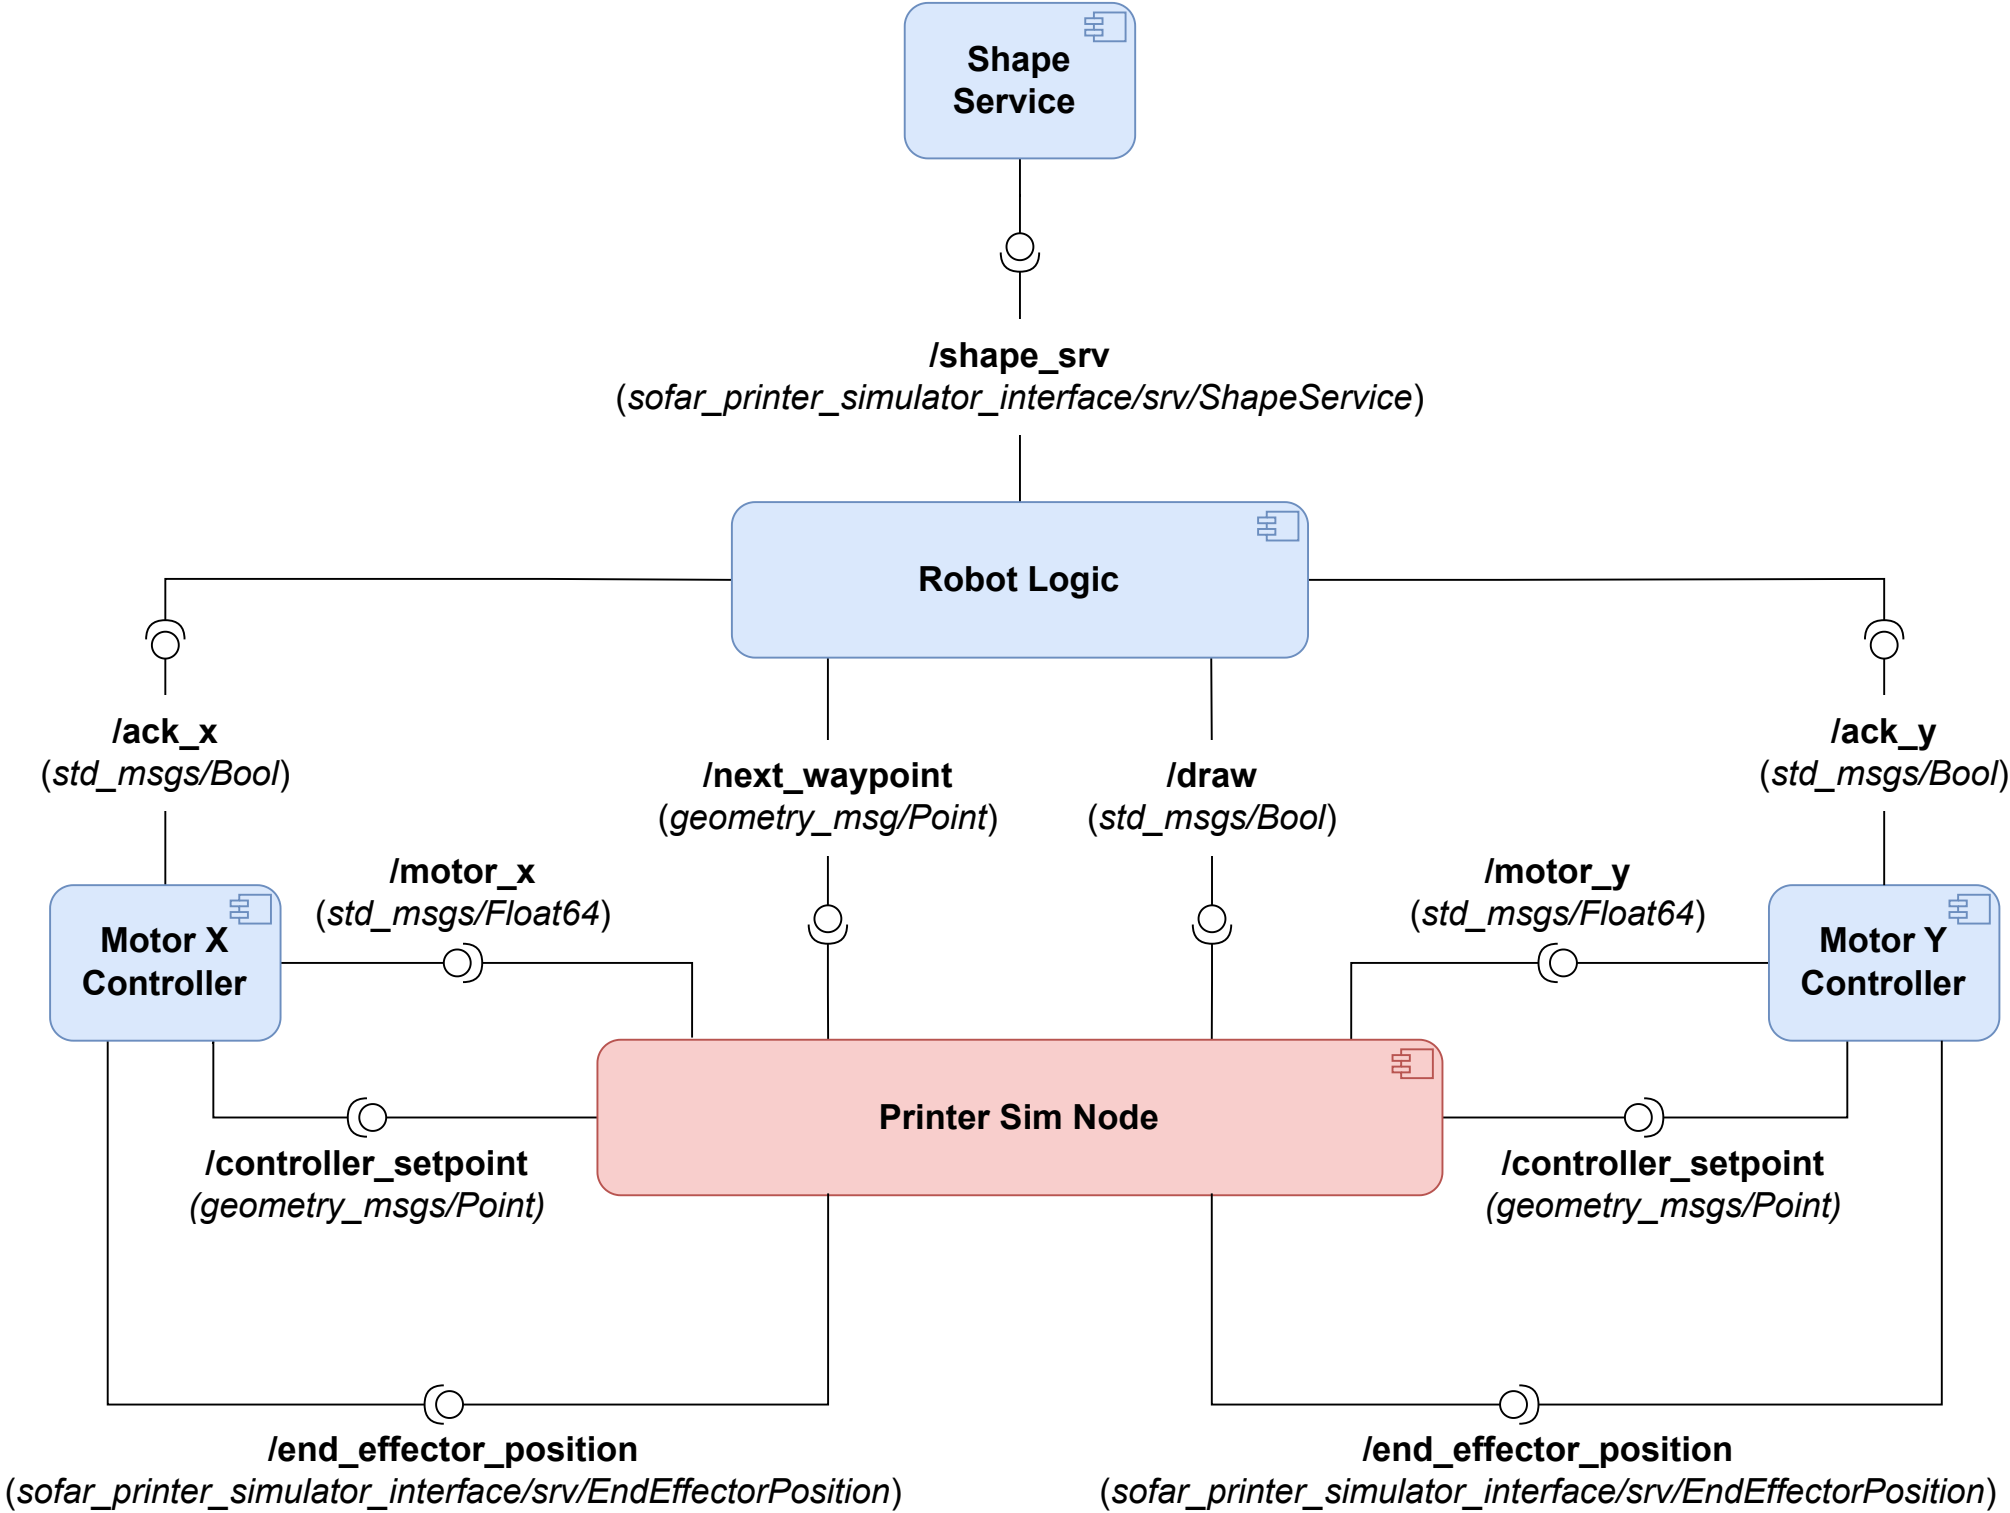 Shape
Service
/shape_srv
(sofar_printer_simulator_interface/srv/ShapeService)
Robot Logic
/ack_x
(std_msgs/Bool)
/next_waypoint
(geometry_msg/Point)
/draw
(std_msgs/Bool)
/ack_y
(std_msgs/Bool)
/motor_x
(std_msgs/Float64)
/motor_y
(std_msgs/Float64)
Motor X
Controller
Motor Y
Controller
Printer Sim Node
/controller_setpoint
(geometry_msgs/Point)
/controller_setpoint
(geometry_msgs/Point)
/end_effector_position
(sofar_printer_simulator_interface/srv/EndEffectorPosition)
/end_effector_position
(sofar_printer_simulator_interface/srv/EndEffectorPosition)